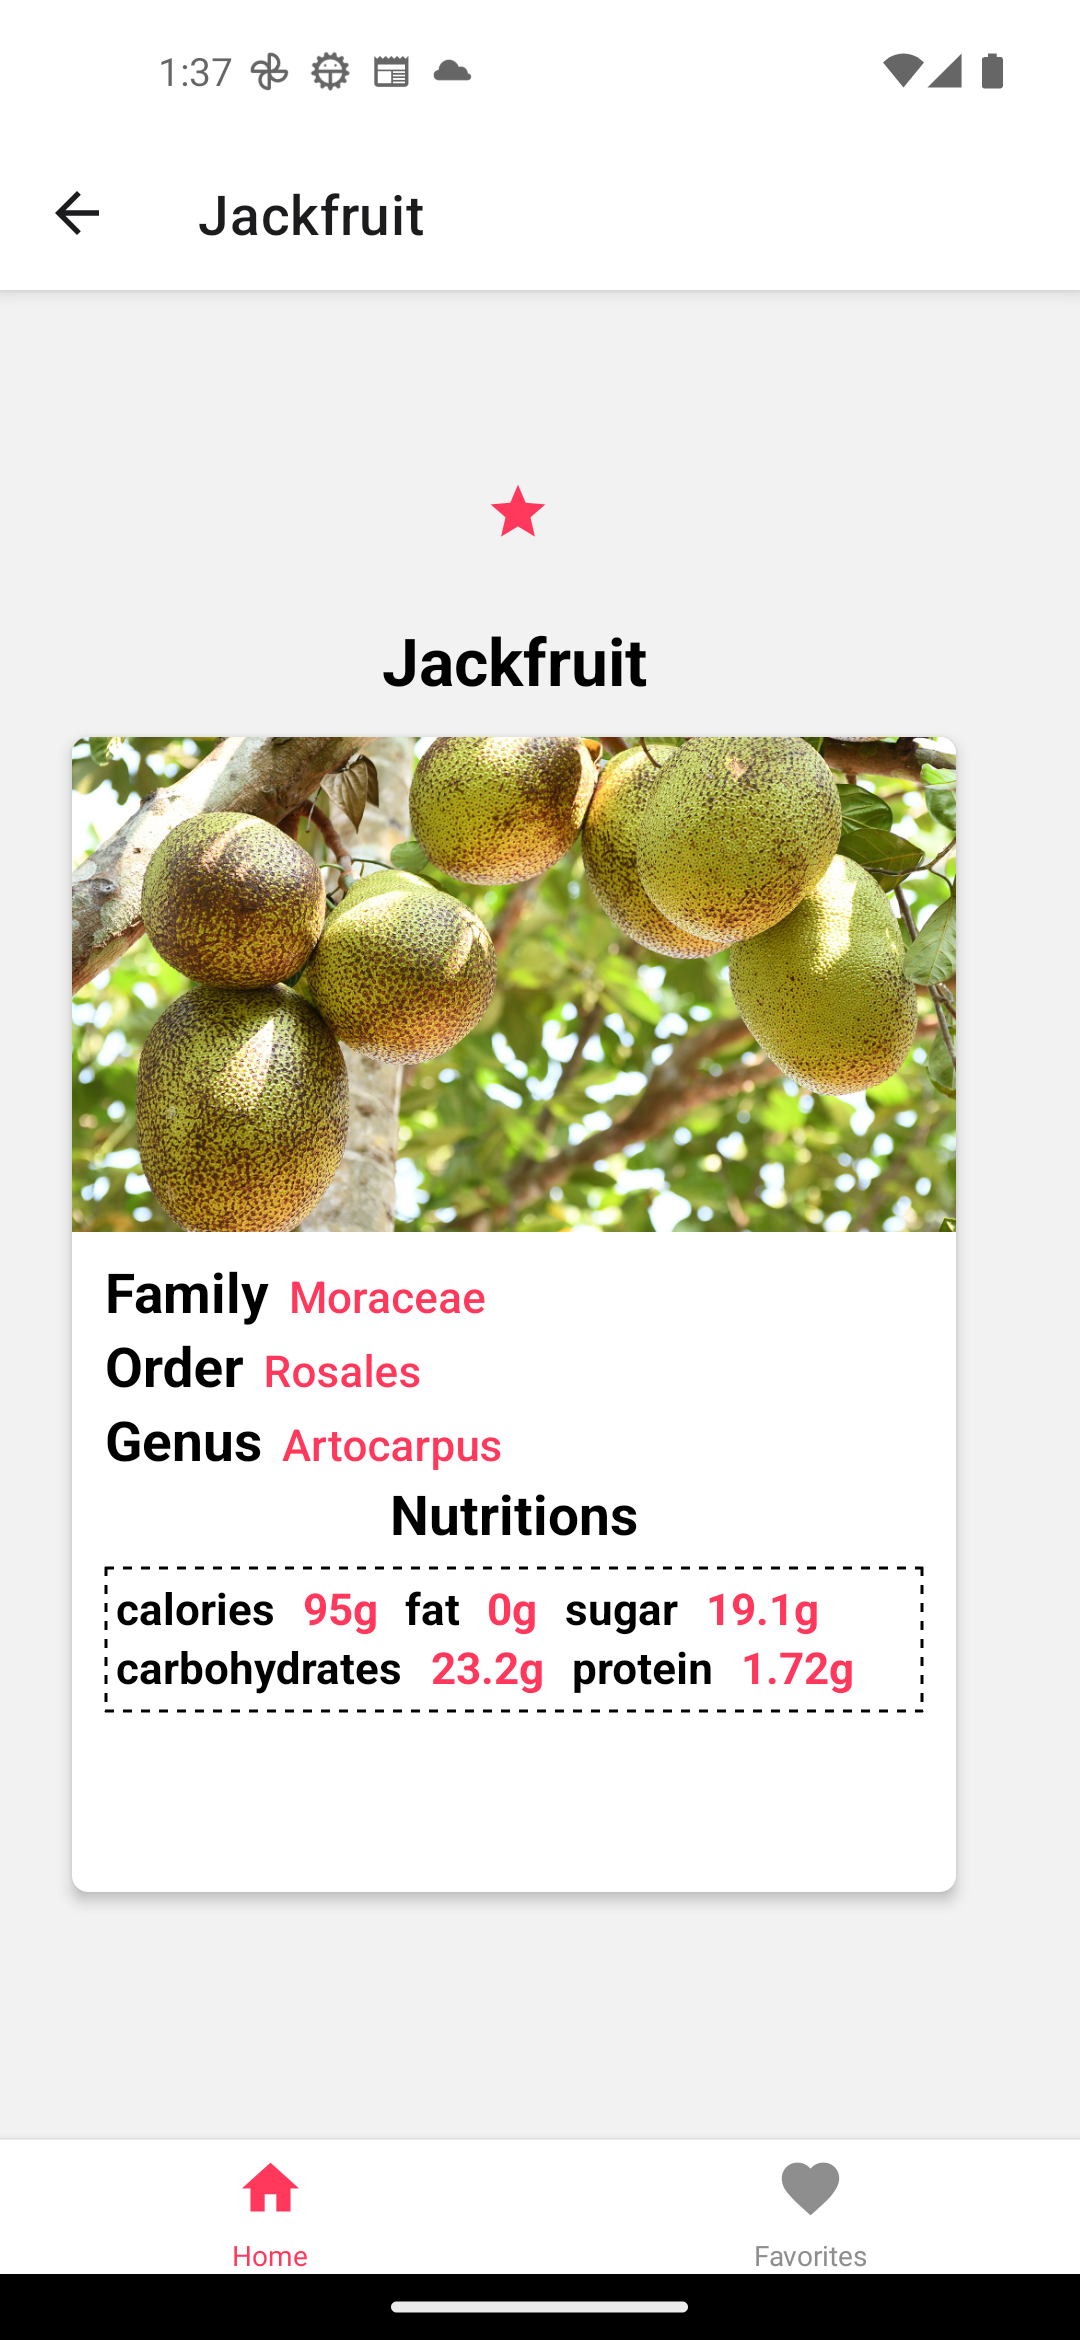 1:37
Jackfruit
Jackfruit
Family Moraceae
Order Rosales
Genus Artocarpus
Nutritions
calories 95g fat 0g sugar 19.1g
carbohydrates 23.2g protein 1.72g
Home
Favorites